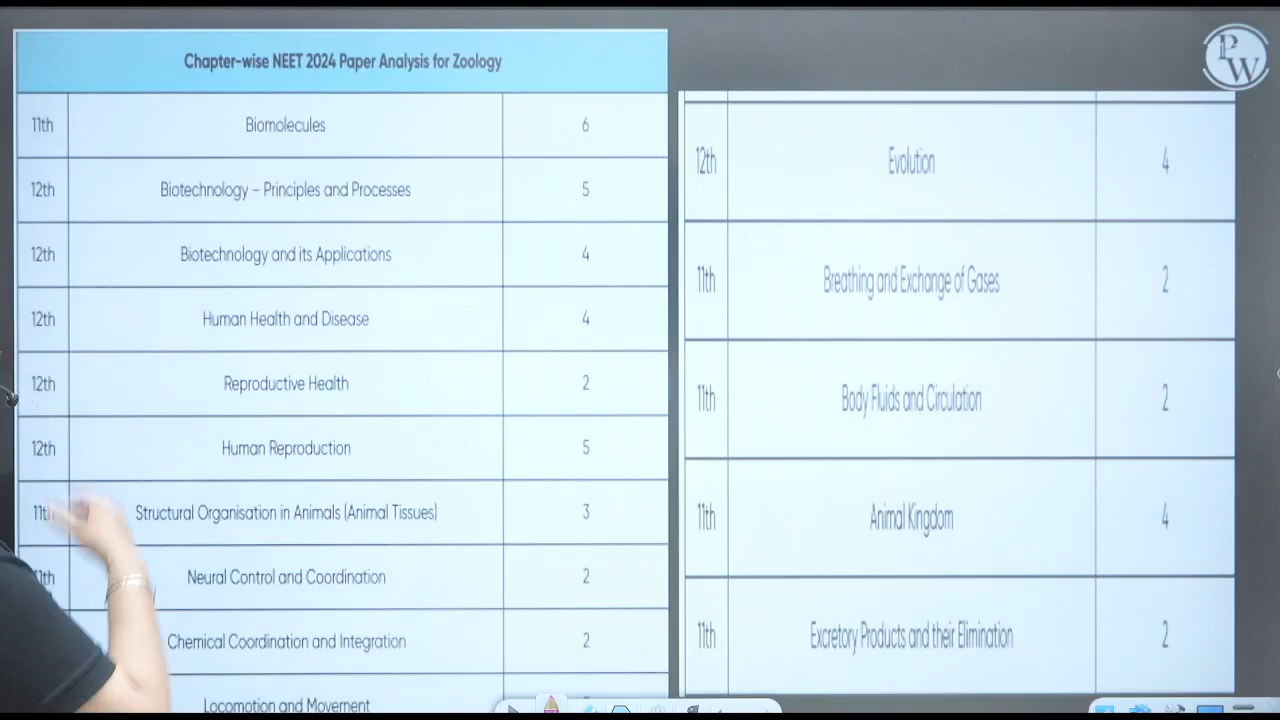 Chapter-wise NEET 2024 Paper Analysis for Zoology
11th Biomolecules 6
12th Biotechnology – Principles and Processes 5
12th Biotechnology and its Applications 4
12th Human Health and Disease 4
12th Reproductive Health 2
12th Human Reproduction 5
11th Structural Organisation in Animals (Animal Tissues) 3
11th Neural Control and Coordination 2
Chemical Coordination and Integration 2
Locomotion and Movement
PW
12th Evolution 4
11th Breathing and Exchange of Gases 2
11th Body Fluids and Circulation 2
11th Animal Kingdom 4
11th Excretory Products and their Elimination 2